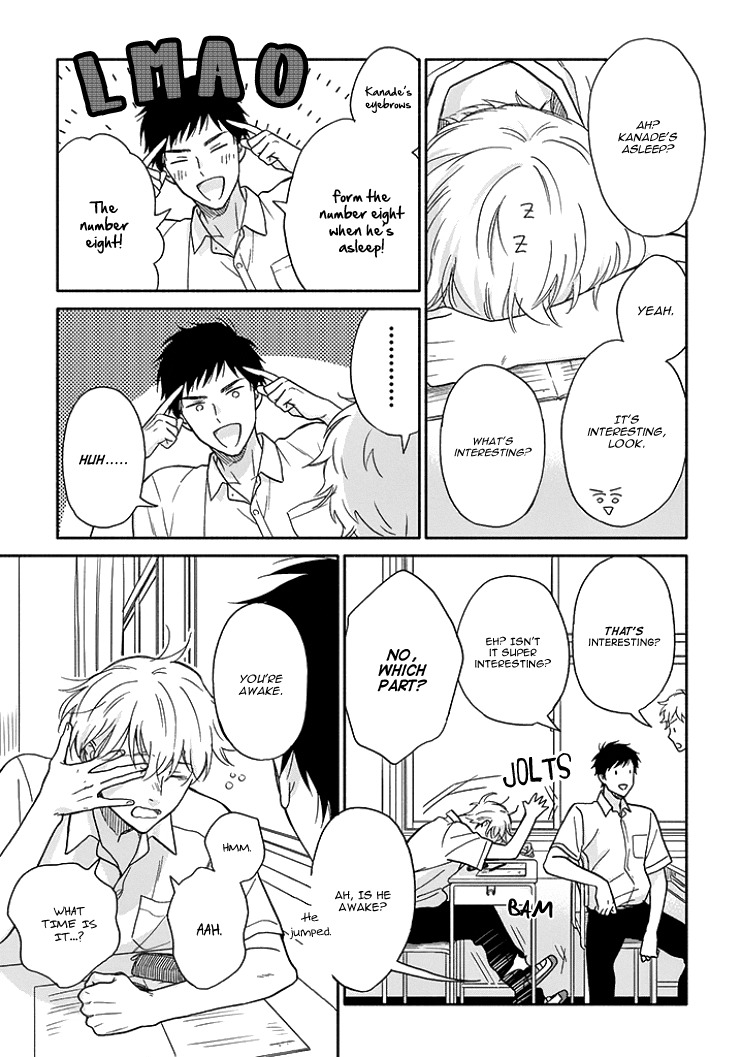 AH?
KANADE'S
ASLEEP?
Z
Z
YEAH.
IT'S
INTERESTING,
LOOK.
WHAT'S
INTERESTING?
LMAO
Kanade's
eyebrows
form the
number eight
when he's
asleep!
The
number
eight!
.........
HUH.....
THAT'S
INTERESTING?
EH? ISN'T
IT SUPER
INTERESTING?
NO,
WHICH
PART?
JOLTS
BAM
AH, IS HE
AWAKE?
He
jumped.
YOU'RE
AWAKE.
HMM.
AAH.
WHAT
TIME IS
IT...?